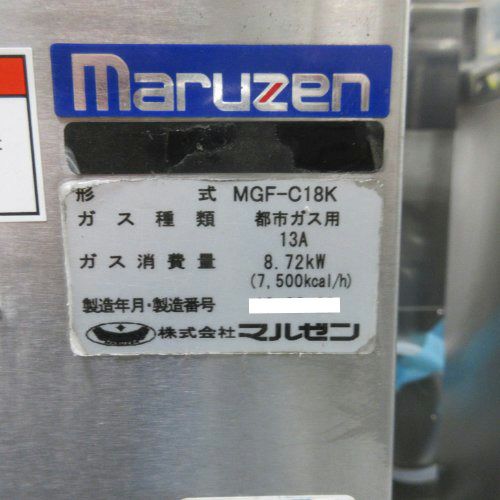 maruzen
形 式 MGF-C18K
ガス種類 都市ガス用
13A
ガス消費量 8.72kW
(7,500kcal/h)
製造年月・製造番号
株式会社マルゼン